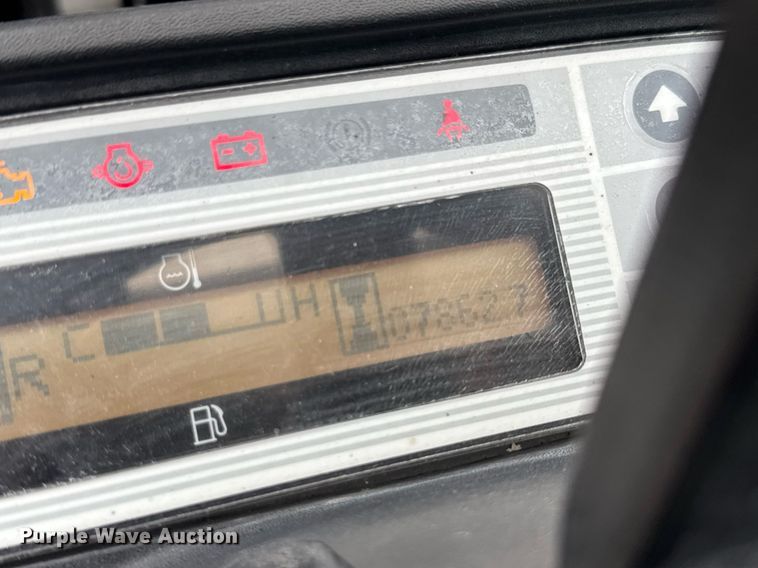 C H 078627
R
Purple Wave Auction